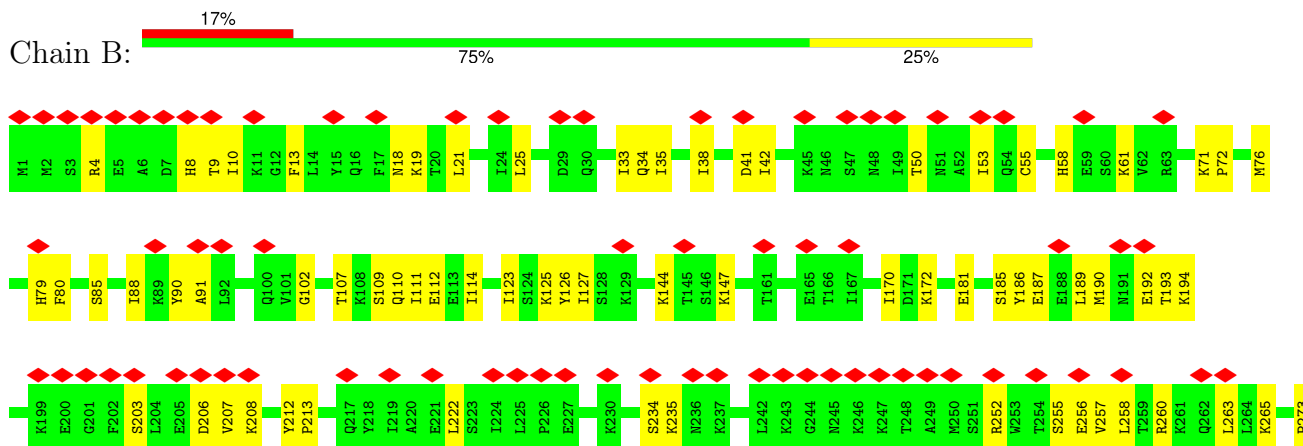 17%
Chain B:
75% 25%
M1 M2 S3 R4 E5 A6 D7 H8 T9 I10 K11 G12 F13 L14 Y15 Q16 F17 N18 K19 T20 L21 I24 L25 D29 Q30 I33 Q34 I35 I38 D41 I42 K45 N46 S47 N48 I49 T50 N51 A52 I53 Q54 C55 H58 E59 S60 K61 V62 R63 K71 P72 M76
H79 F80 S85 I88 K89 Y90 A91 L92 Q100 V101 G102 T107 K108 S109 Q110 I111 E112 E113 I114 I123 S124 K125 Y126 I127 S128 K129 K144 T145 S146 K147 T161 E165 T166 I167 I170 D171 K172 E181 S185 Y186 E187 E188 L189 M190 N191 E192 T193 K194
K199 E200 G201 F202 S203 L204 E205 D206 V207 K208 Y212 P213 Q217 Y218 I219 A220 E221 L222 S223 I224 L225 P226 E227 K230 S234 K235 N236 K237 L242 K243 G244 N245 K246 K247 T248 A249 M250 S251 R252 W253 T254 S255 E256 V257 L258 T259 R260 K261 Q262 L263 L264 K265